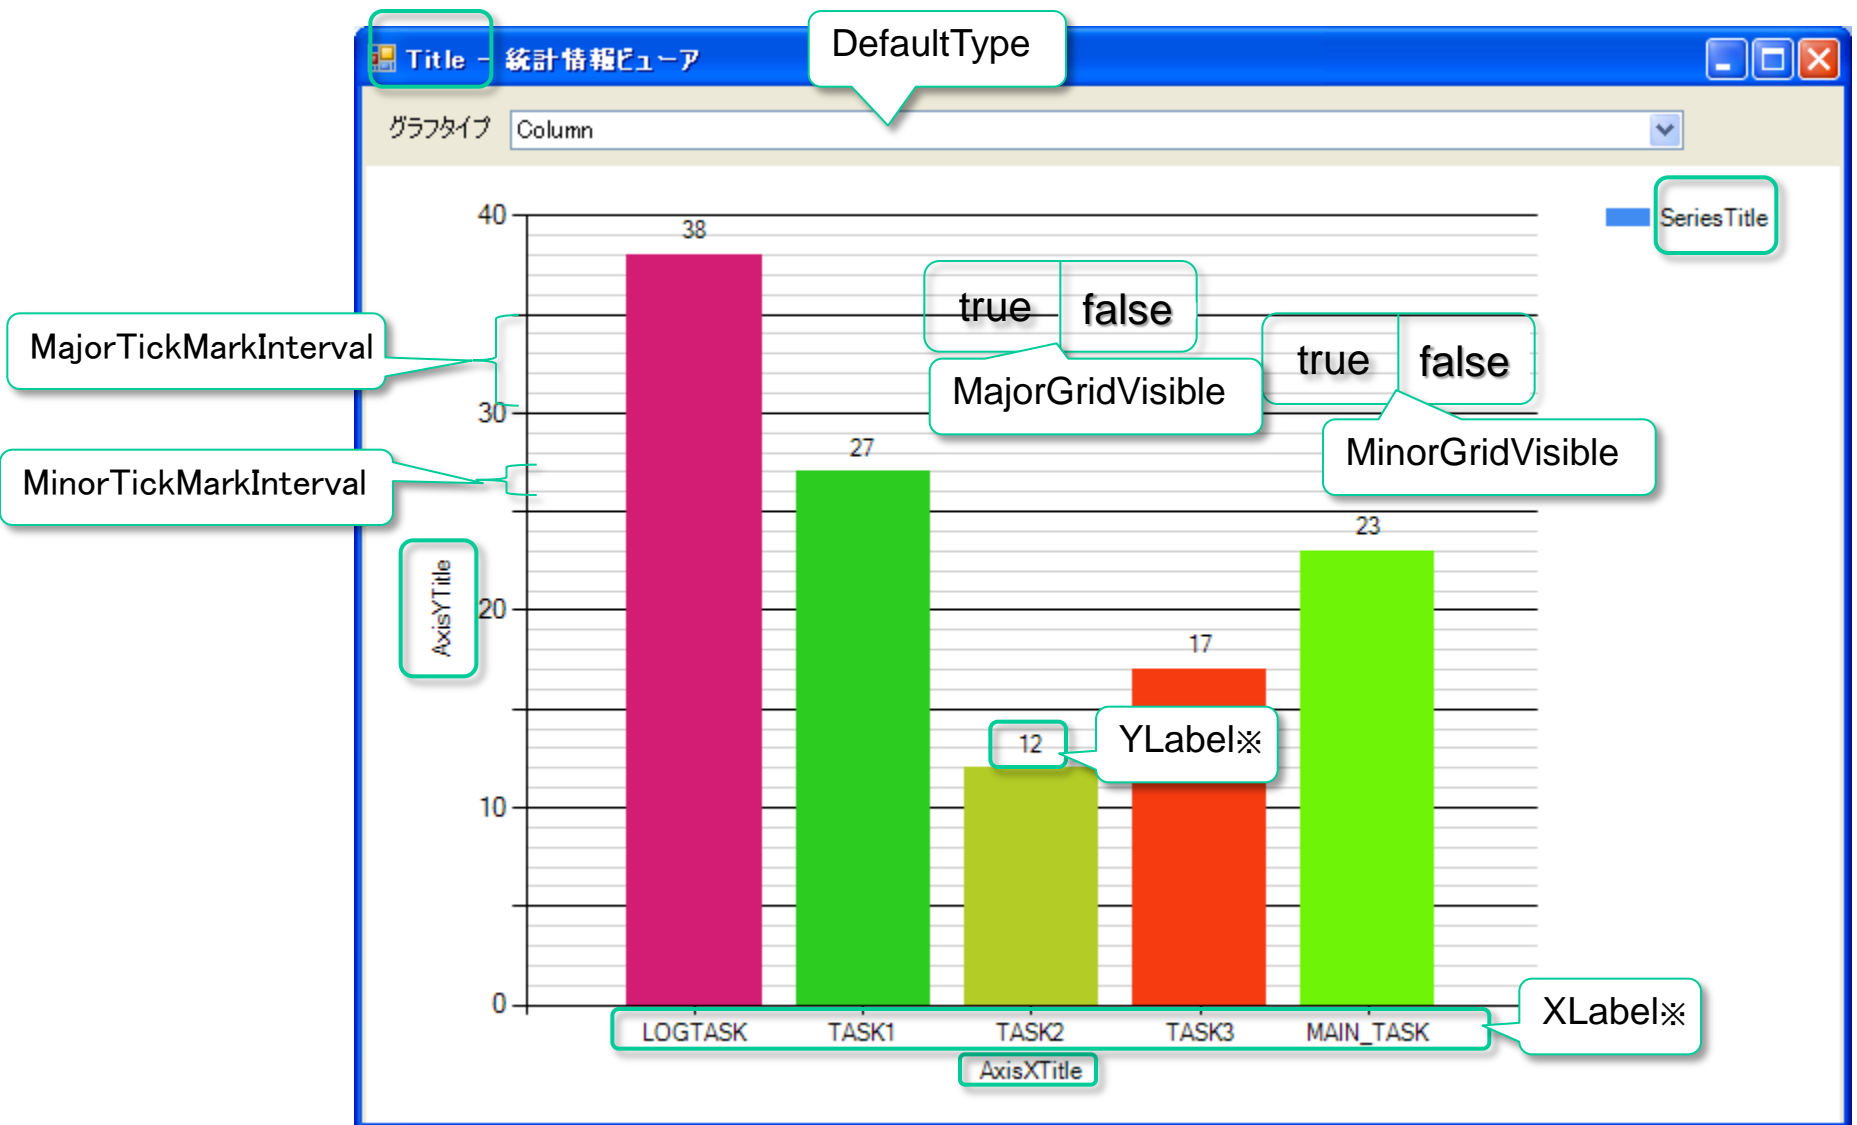 Title - 統計情報ビューア
DefaultType
グラフタイプ
Column
SeriesTitle
40
38
true false
MajorTickMarkInterval
true false
MajorGridVisible
30
27
MinorGridVisible
MinorTickMarkInterval
23
AxisYTitle
20
17
12
YLabel※
10
0
XLabel※
LOGTASK TASK1 TASK2 TASK3 MAIN_TASK
AxisXTitle